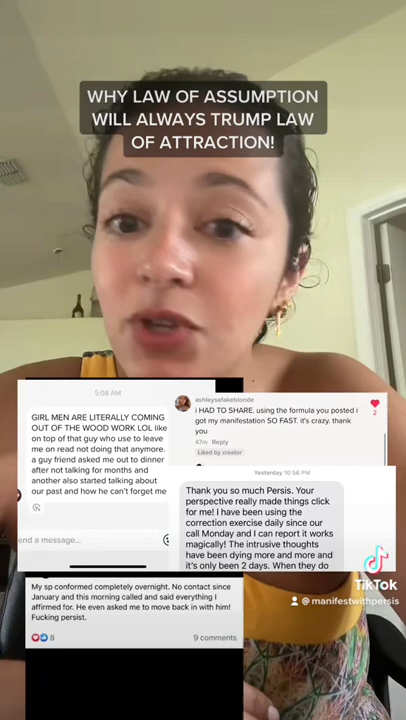 WHY LAW OF ASSUMPTION
WILL ALWAYS TRUMP LAW
OF ATTRACTION!
5:08 AM
GIRL MEN ARE LITERALLY COMING
OUT OF THE WOOD WORK LOL like
on top of that guy who use to leave
me on read not doing that anymore.
a guy friend asked me out to dinner
after not talking for months and
another also started talking about
our past and how he can't forget me
end a message...
ashleysafakeblonde
i HAD TO SHARE. using the formula you posted i
got my manifestation SO FAST. it's crazy. thank
you
2
47m Reply
Liked by creator
Yesterday 10:56 PM
Thank you so much Persis. Your
perspective really made things click
for me! I have been using the
correction exercise daily since our
call Monday and I can report it works
magically! The intrusive thoughts
have been dying more and more and
it's only been 2 days. When they do
My sp conformed completely overnight. No contact since
January and this morning called and said everything I
affirmed for. He even asked me to move back in with him!
Fucking persist.
8
9 comments
TikTok
@manifestwithpersis